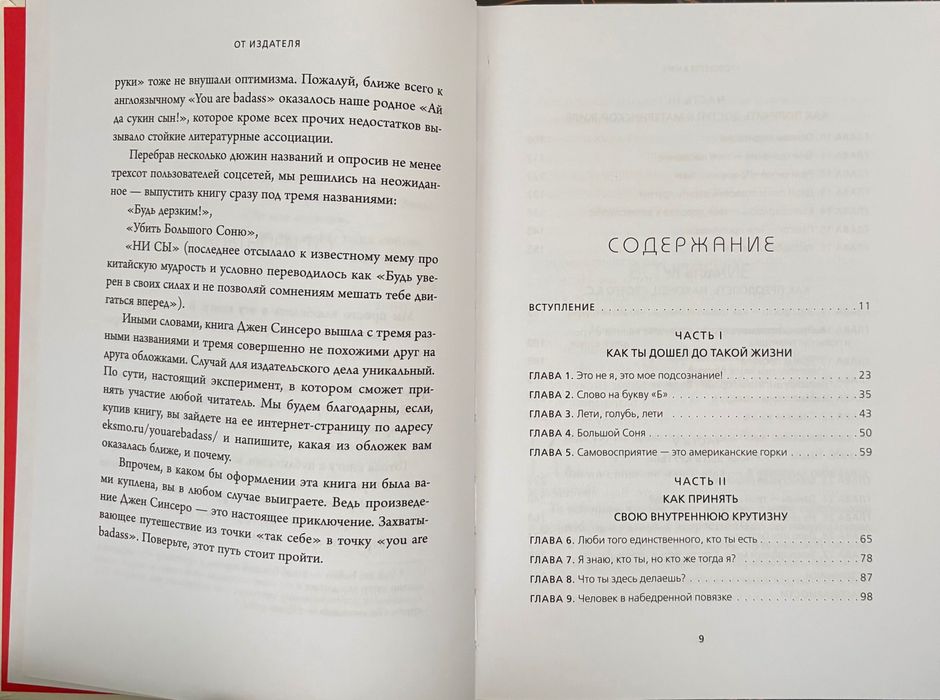 ОТ ИЗДАТЕЛЯ
руки» тоже не внушали оптимизма. Пожалуй, ближе всего к
англоязычному «You are badass» оказалось наше родное «Ай
да сукин сын!», которое кроме всех прочих недостатков вы-
зывало стойкие литературные ассоциации.
Перебрав несколько дюжин названий и опросив не менее
трехсот пользователей соцсетей, мы решились на неожидан-
ное — выпустить книгу сразу под тремя названиями:
«Будь дерзким!»,
«Убить Большого Соню»,
«НИ СЫ» (последнее отсылало к известному мему про
китайскую мудрость и условно переводилось как «Будь уве-
рен в своих силах и не позволяй сомнениям мешать тебе дви-
гаться вперед»).
Иными словами, книга Джен Синсеро вышла с тремя раз-
ными названиями и тремя совершенно не похожими друг на
друга обложками. Случай для издательского дела уникальный.
По сути, настоящий эксперимент, в котором сможет при-
нять участие любой читатель. Мы будем благодарны, если,
купив книгу, вы зайдете на ее интернет-страницу по адресу
eksmo.ru/youarebadass/ и напишите, какая из обложек вам
оказалась ближе, и почему.
Впрочем, в каком бы оформлении эта книга ни была ва-
ми куплена, вы в любом случае выиграете. Ведь произведе-
ние Джен Синсеро — это настоящее приключение. Захваты-
вающее путешествие из точки «так себе» в точку «you are
badass». Поверьте, этот путь стоит пройти.
СОДЕРЖАНИЕ
ВСТУПЛЕНИЕ . . . . . . . . . . . . . . . . . . . . . . . . . . . . 11
ЧАСТЬ I
КАК ТЫ ДОШЕЛ ДО ТАКОЙ ЖИЗНИ
ГЛАВА 1. Это не я, это мое подсознание! . . . . . . . . . . . . . . 23
ГЛАВА 2. Слово на букву «Б» . . . . . . . . . . . . . . . . . . . . 35
ГЛАВА 3. Лети, голубь, лети . . . . . . . . . . . . . . . . . . . . 43
ГЛАВА 4. Большой Соня . . . . . . . . . . . . . . . . . . . . . . 50
ГЛАВА 5. Самовосприятие — это американские горки . . . . . . . . 59
ЧАСТЬ II
КАК ПРИНЯТЬ
СВОЮ ВНУТРЕННЮЮ КРУТИЗНУ
ГЛАВА 6. Люби того единственного, кто ты есть . . . . . . . . . . . 65
ГЛАВА 7. Я знаю, кто ты, но кто же тогда я? . . . . . . . . . . . . . 78
ГЛАВА 8. Что ты здесь делаешь? . . . . . . . . . . . . . . . . . . 87
ГЛАВА 9. Человек в набедренной повязке . . . . . . . . . . . . . . 98
9